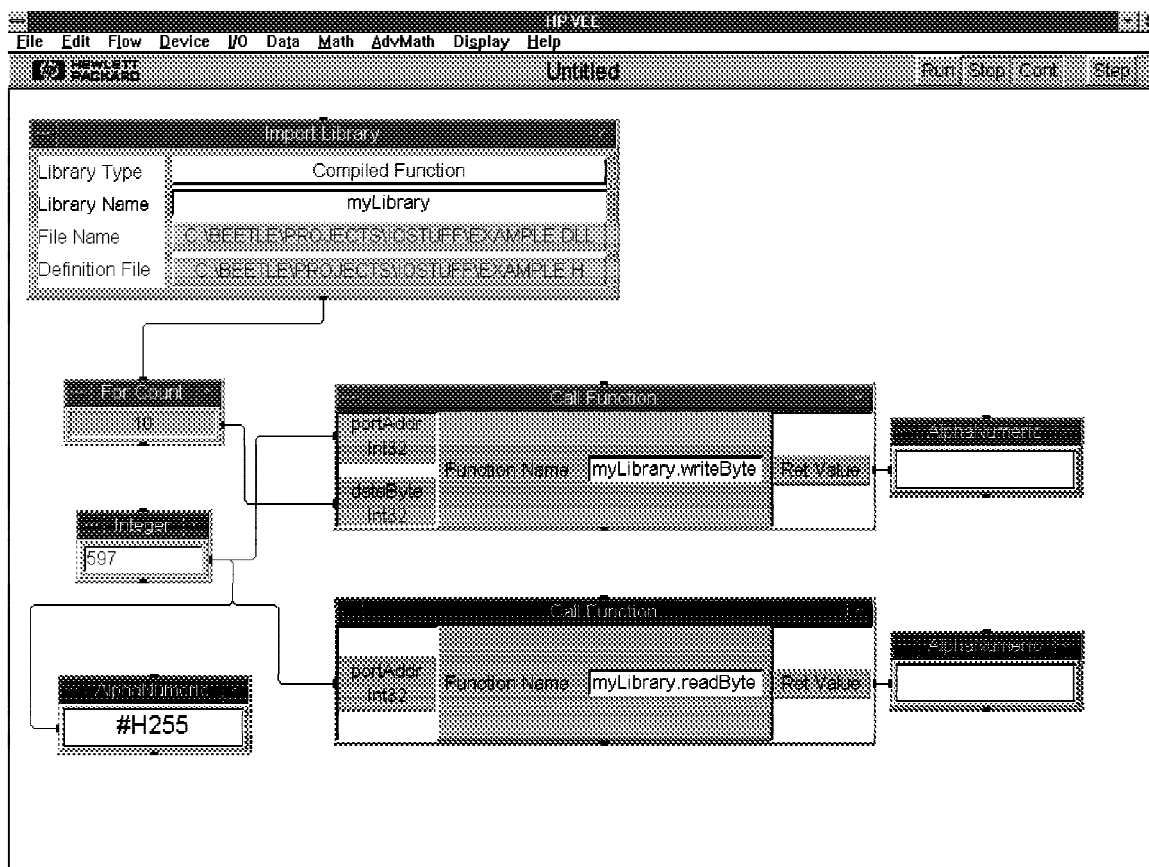 HP VEE
File Edit Flow Device I/O Data Math AdvMath Display Help
HEWLETT
PACKARD
Untitled
Run Stop Cont Step
Import Library
Library Type Compiled Function
Library Name myLibrary
File Name C:\BEETLE\PROJECTS\IOSTUFF\EXAMPLE.DLL
Definition File C:\BEETLE\PROJECTS\IOSTUFF\EXAMPLE.H
For Count
10
Call Function
portAddr
Int32
dataByte
Int32
Function Name myLibrary.writeByte Ret Value
AlphaNumeric
Integer
597
Call Function
portAddr
Int32
Function Name myLibrary.readByte Ret Value
AlphaNumeric
AlphaNumeric
#H255